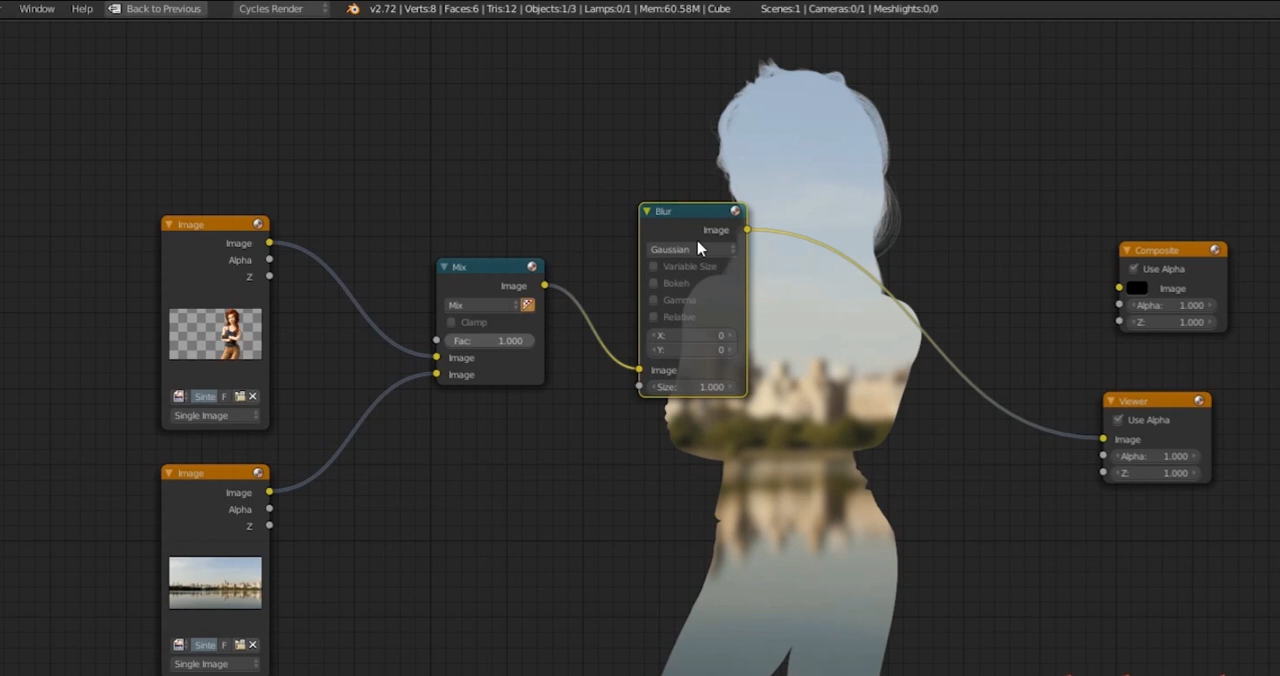 Window Help Back to Previous Cycles Render v2.72 | Verts:8 | Faces:6 | Tris:12 | Objects:1/3 | Lamps:0/1 | Mem:60.58M | Cube Scenes:1 | Cameras:0/1 | Meshlights:0/0
Image
Image
Alpha
Z
Sinte F
Single Image
Image
Image
Alpha
Z
Sinte F
Single Image
Mix
Image
Mix
Clamp
Fac: 1.000
Image
Image
Blur
Image
Gaussian
Variable Size
Bokeh
Gamma
Relative
X: 0
Y: 0
Image
Size: 1.000
Composite
Use Alpha
Image
Alpha: 1.000
Z: 1.000
Viewer
Use Alpha
Image
Alpha: 1.000
Z: 1.000